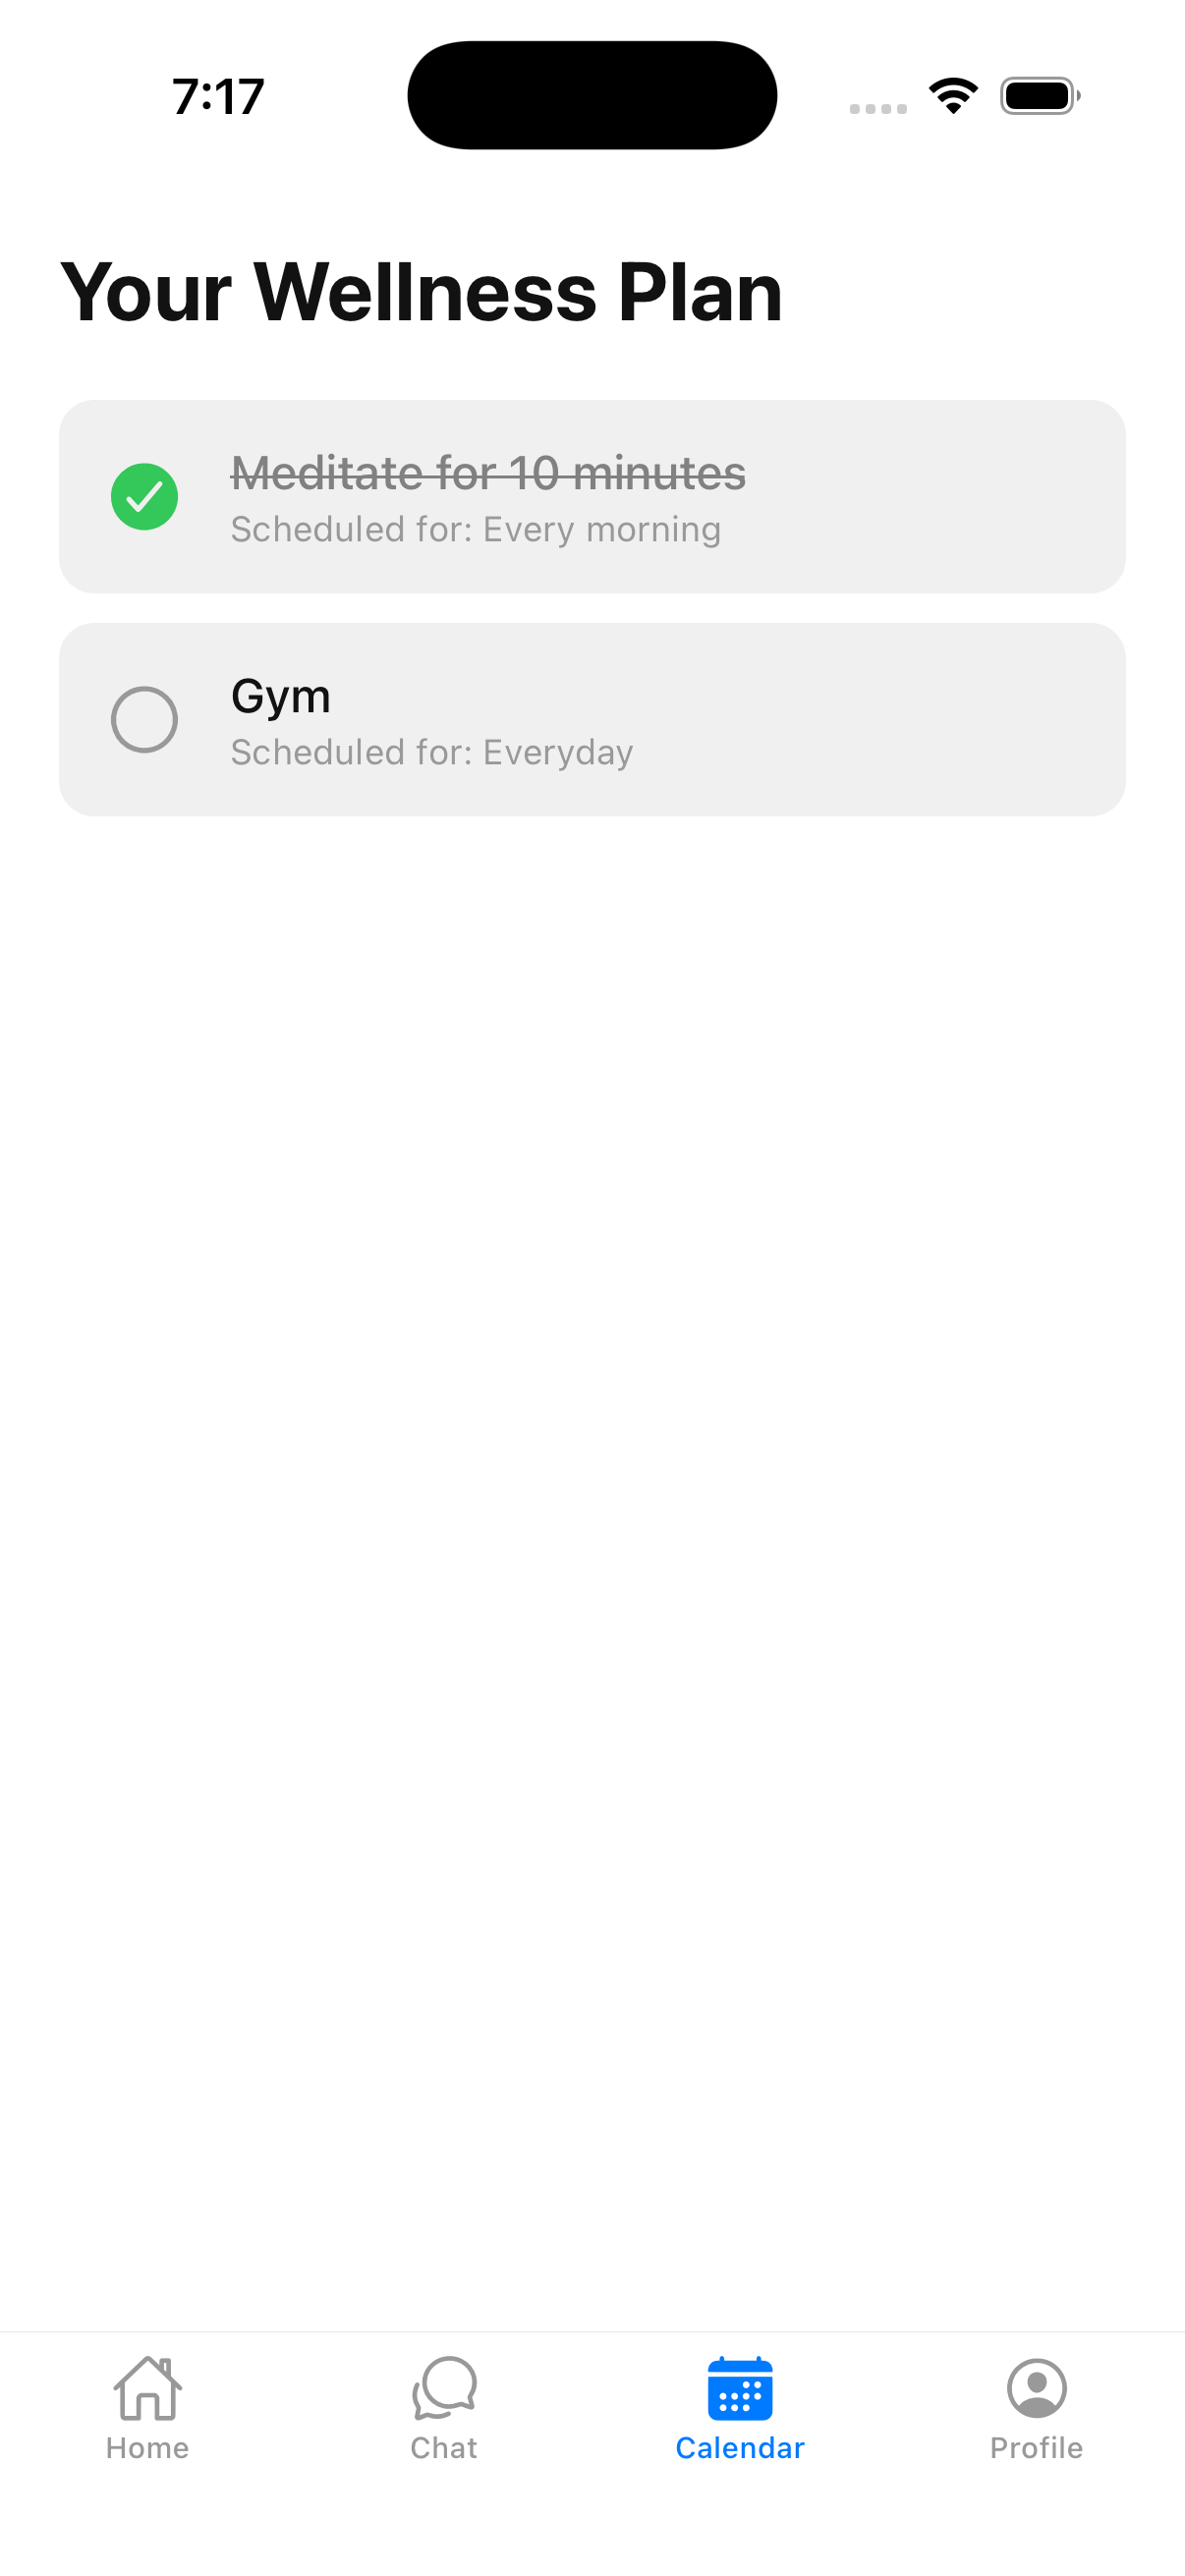 7:17
Your Wellness Plan
Meditate for 10 minutes
Scheduled for: Every morning
Gym
Scheduled for: Everyday
Home
Chat
Calendar
Profile